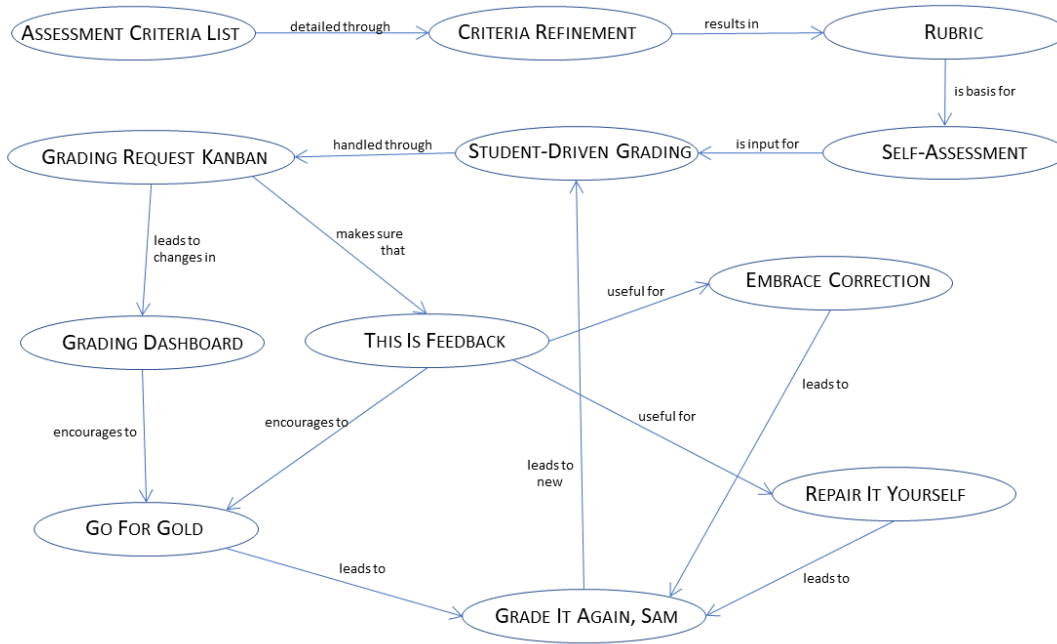 ASSESSMENT CRITERIA LIST
detailed through
CRITERIA REFINEMENT
results in
RUBRIC
is basis for
GRADING REQUEST KANBAN
handled through
STUDENT-DRIVEN GRADING
is input for
SELF-ASSESSMENT
leads to
changes in
makes sure
that
useful for
EMBRACE CORRECTION
GRADING DASHBOARD
THIS IS FEEDBACK
leads to
encourages to
encourages to
useful for
leads to
new
REPAIR IT YOURSELF
GO FOR GOLD
leads to
leads to
GRADE IT AGAIN, SAM